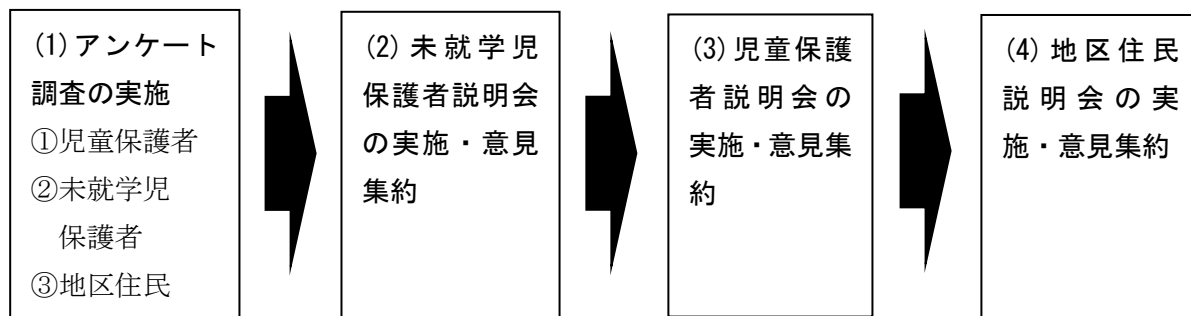 (1)アンケート
調査の実施
①児童保護者
②未就学児
保護者
③地区住民
(2)未就学児
保護者説明会
の実施・意見
集約
(3)児童保護
者説明会の
実施・意見集
約
(4)地区住民
説明会の実
施・意見集約